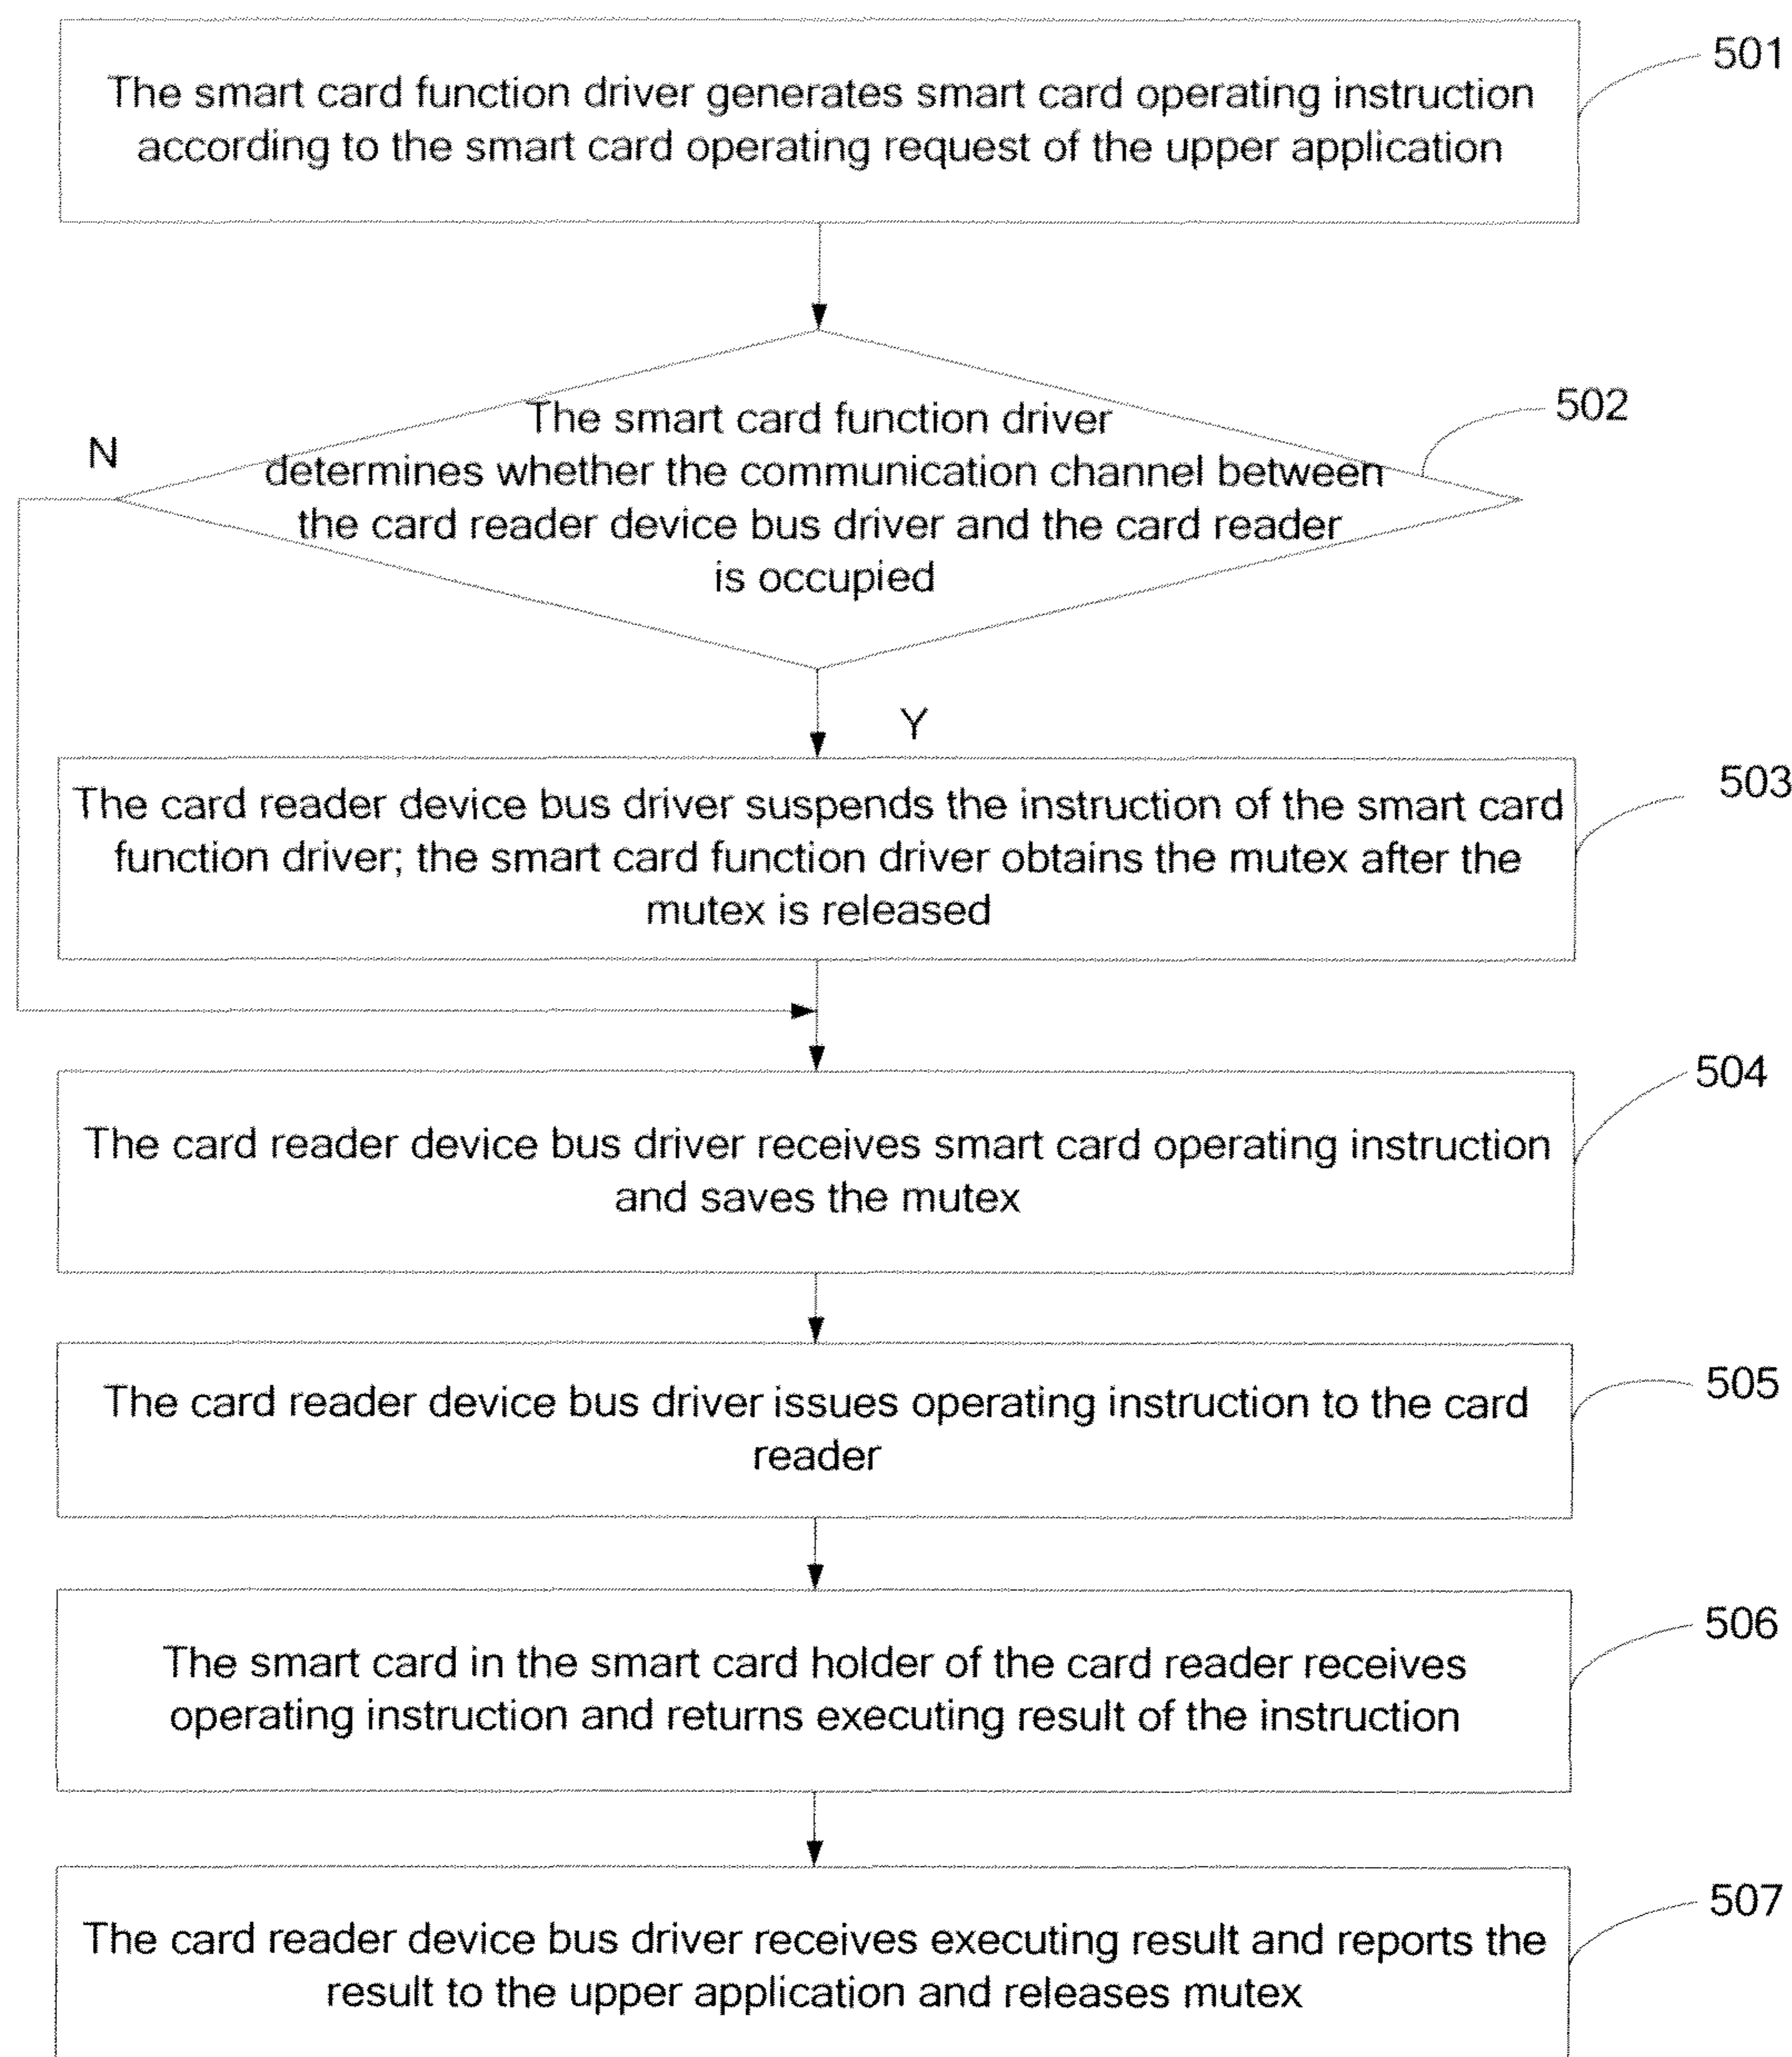 The smart card function driver generates smart card operating instruction
according to the smart card operating request of the upper application
501
The smart card function driver
determines whether the communication channel between
the card reader device bus driver and the card reader
is occupied
502
N
Y
The card reader device bus driver suspends the instruction of the smart card
function driver; the smart card function driver obtains the mutex after the
mutex is released
503
The card reader device bus driver receives smart card operating instruction
and saves the mutex
504
The card reader device bus driver issues operating instruction to the card
reader
505
The smart card in the smart card holder of the card reader receives
operating instruction and returns executing result of the instruction
506
The card reader device bus driver receives executing result and reports the
result to the upper application and releases mutex
507